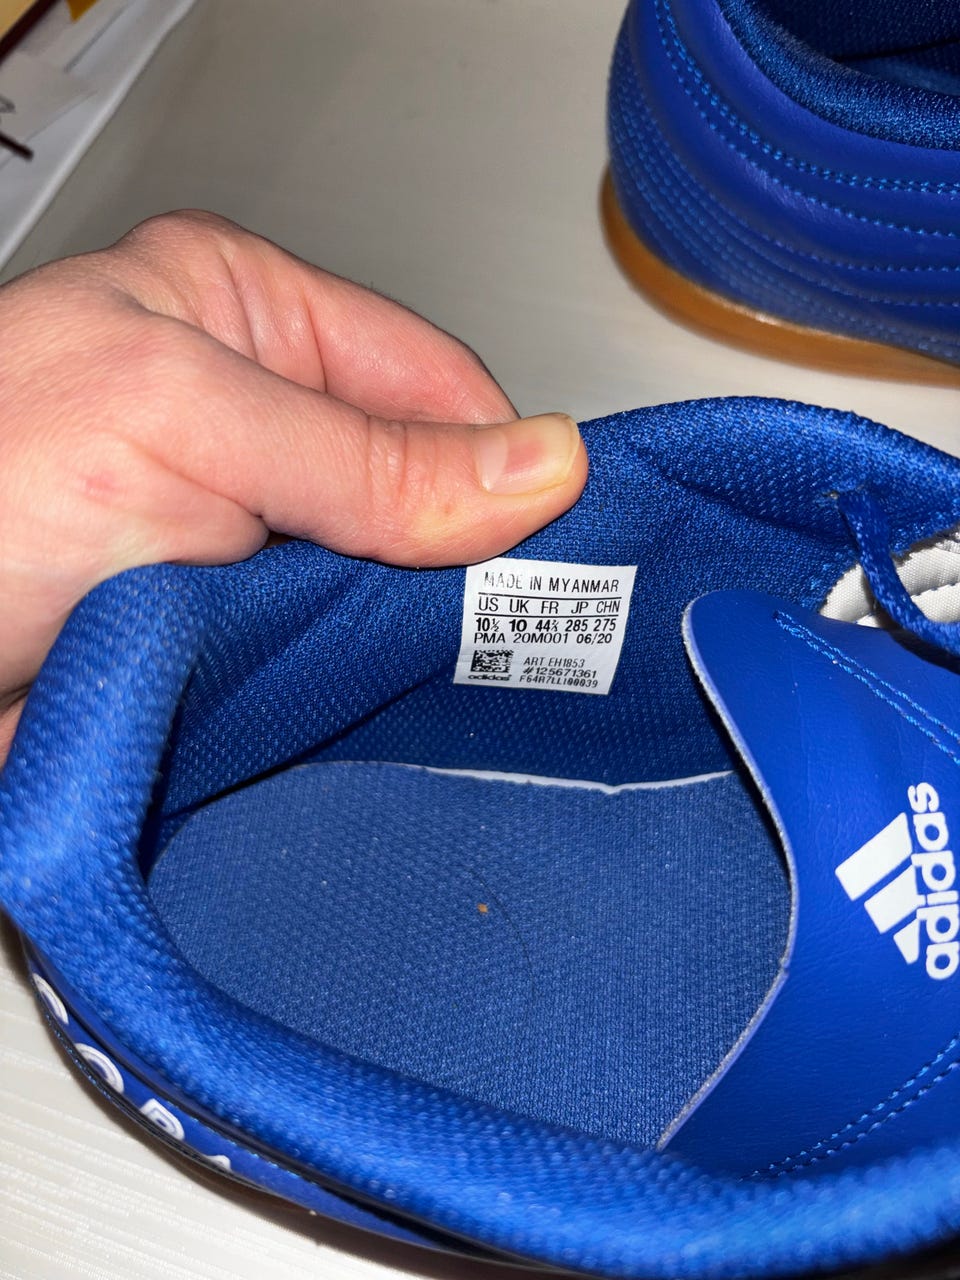 MADE IN MYANMAR
US UK FR JP CHN
10½ 10 44⅔ 285 275
PMA 20M001 06/20
ART EH1853
#125671361
adidas
F64R7LL100039
adidas
COPA